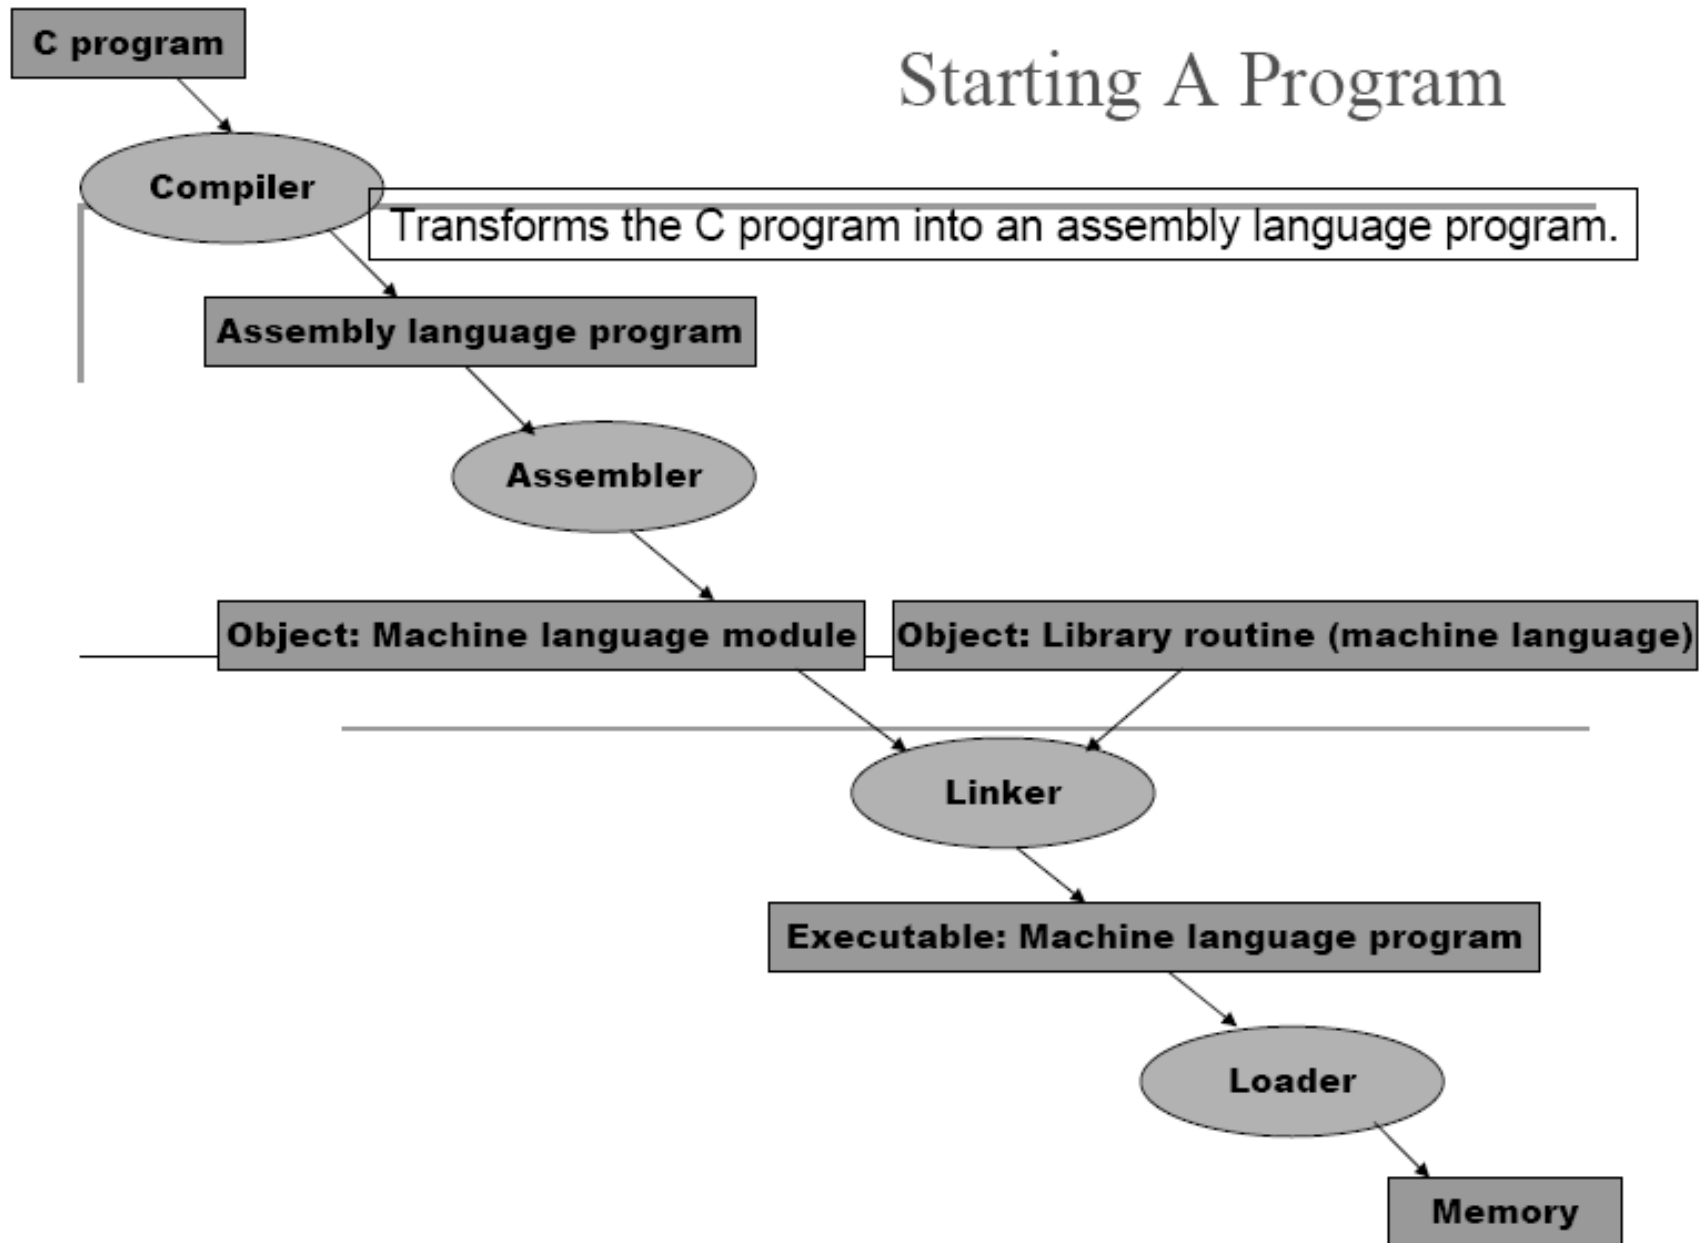 C program
Starting A Program
Compiler
Transforms the C program into an assembly language program.
Assembly language program
Assembler
Object: Machine language module
Object: Library routine (machine language)
Linker
Executable: Machine language program
Loader
Memory